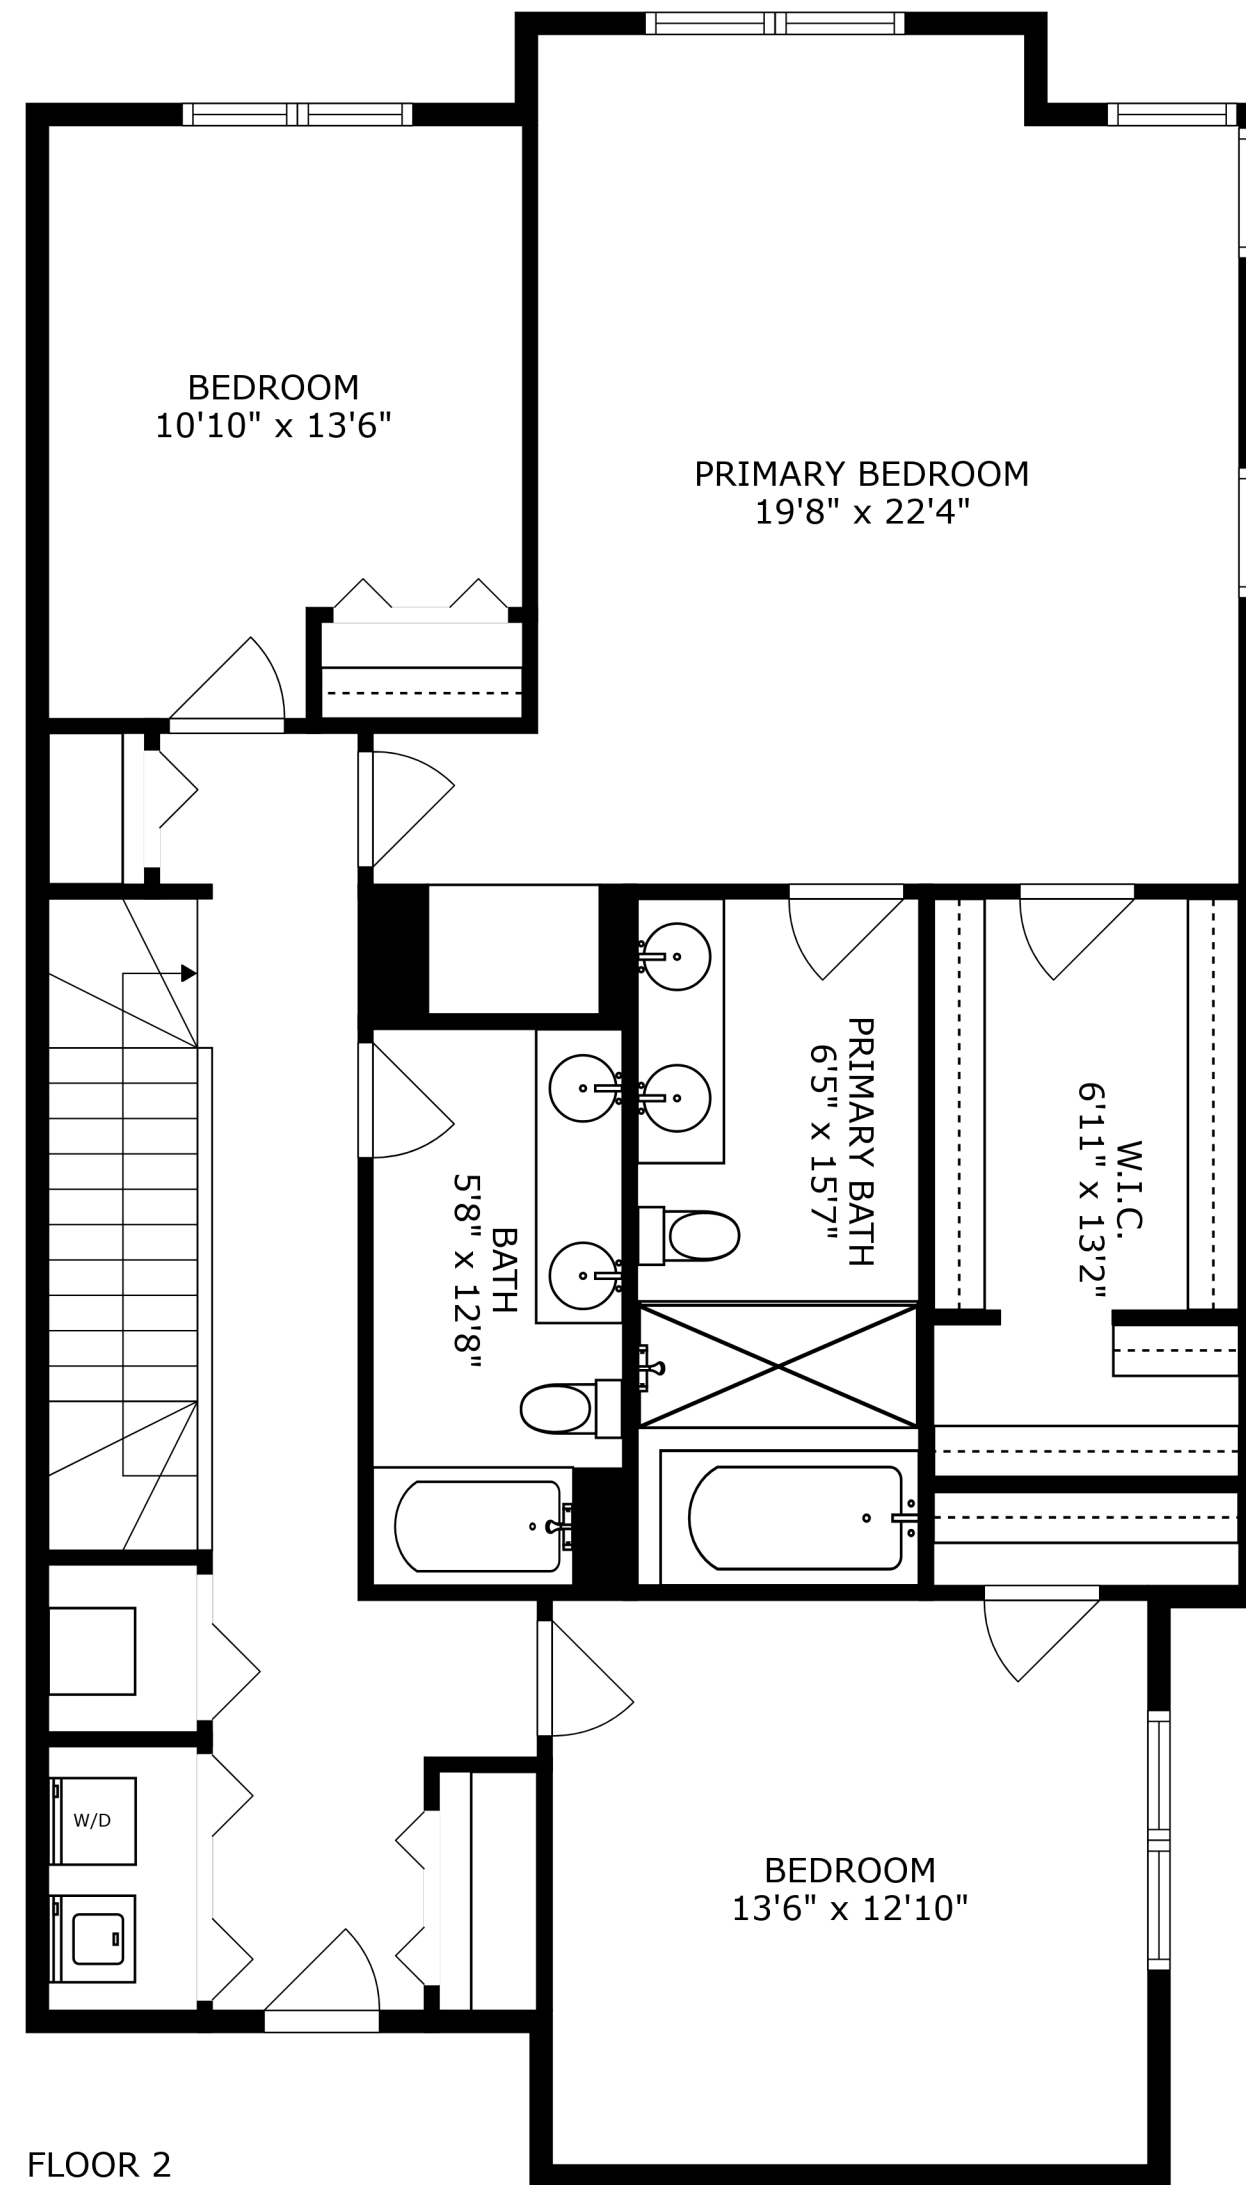 BEDROOM
10'10" x 13'6"
PRIMARY BEDROOM
19'8" x 22'4"
PRIMARY BATH
6'5" x 15'7"
W.I.C.
6'11" x 13'2"
BATH
5'8" x 12'8"
W/D
BEDROOM
13'6" x 12'10"
FLOOR 2